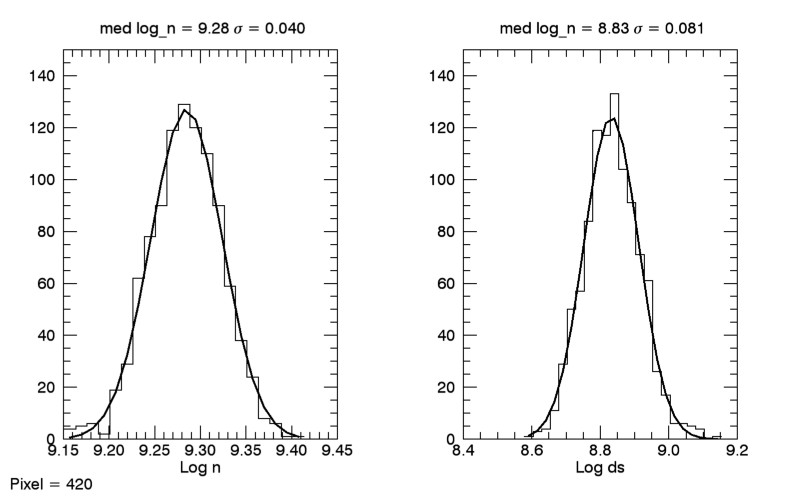 med log_n = 9.28 σ = 0.040
140
120
100
80
60
40
20
0
9.15 9.20 9.25 9.30 9.35 9.40 9.45
Log n
med log_n = 8.83 σ = 0.081
140
120
100
80
60
40
20
0
8.4 8.6 8.8 9.0 9.2
Log ds
Pixel = 420